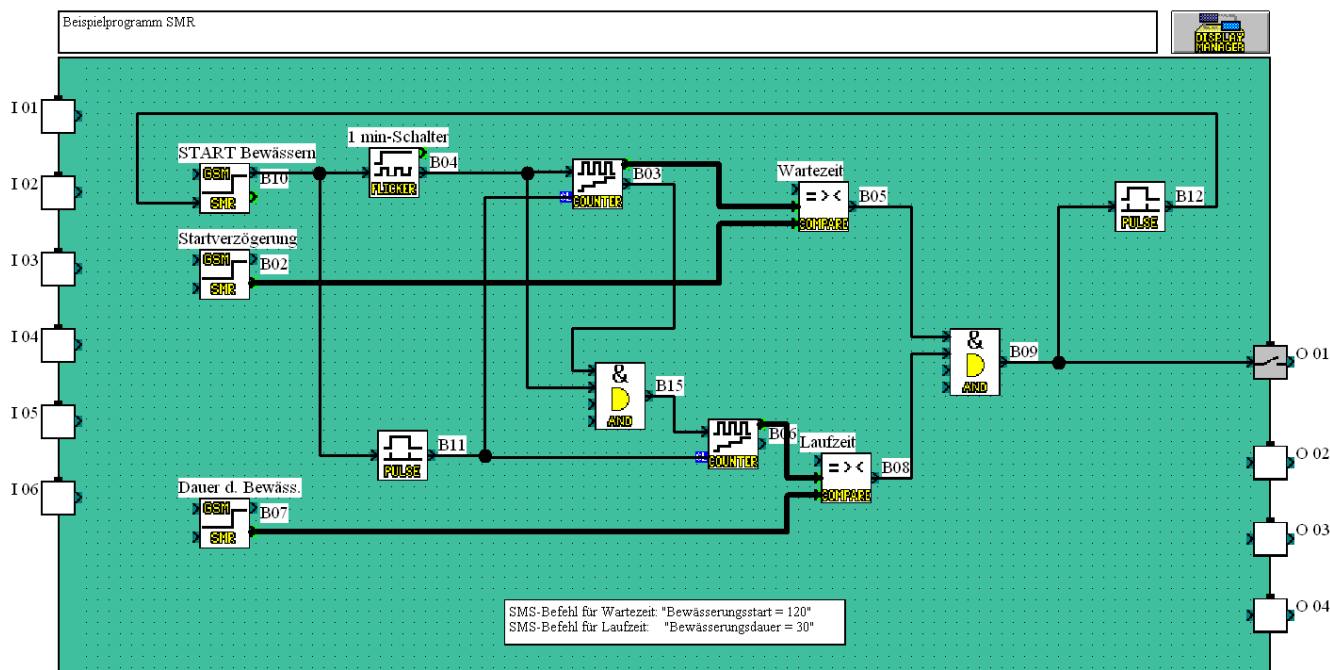 Beispielprogramm SMR
DISPLAY
MANAGER
I 01
I 02
I 03
I 04
I 05
I 06
START Bewässern
GSM
SMR
B10
1 min-Schalter
FLICKER
B04
COUNTER
B03
Wartezeit
= > <
COMPARE
B05
PULSE
B12
Startverzögerung
GSM
SMR
B02
&
AND
B15
&
AND
B09
O 01
PULSE
B11
COUNTER
B06
Laufzeit
= > <
COMPARE
B08
Dauer d. Bewäss.
GSM
SMR
B07
O 02
O 03
O 04
SMS-Befehl für Wartezeit: "Bewässerungsstart = 120"
SMS-Befehl für Laufzeit: "Bewässerungsdauer = 30"